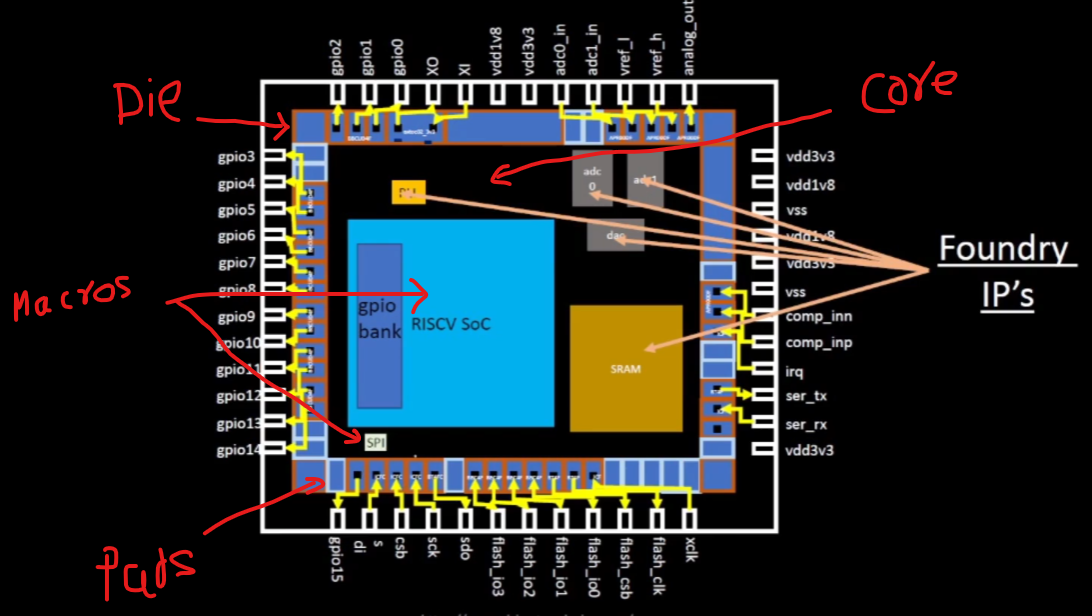 gpio2
gpio1
gpio0
XO
XI
vdd1v8
vdd3v3
adc0_in
adc1_in
vref_l
vref_h
analog_out
Die
Core
gpio3
gpio4
gpio5
gpio6
gpio7
gpio8
gpio9
gpio10
gpio11
gpio12
gpio13
gpio14
adc
0
adc1
dac
PLL
Macros
gpio
bank
RISCV SoC
SRAM
SPI
vdd3v3
vdd1v8
vss
vdd1v8
vdd3v3
vss
comp_inn
comp_inp
irq
ser_tx
ser_rx
vdd3v3
Foundry
IP's
Pads
gpio15
di
s
csb
sck
sdo
flash_io3
flash_io2
flash_io1
flash_io0
flash_csb
flash_clk
xclk